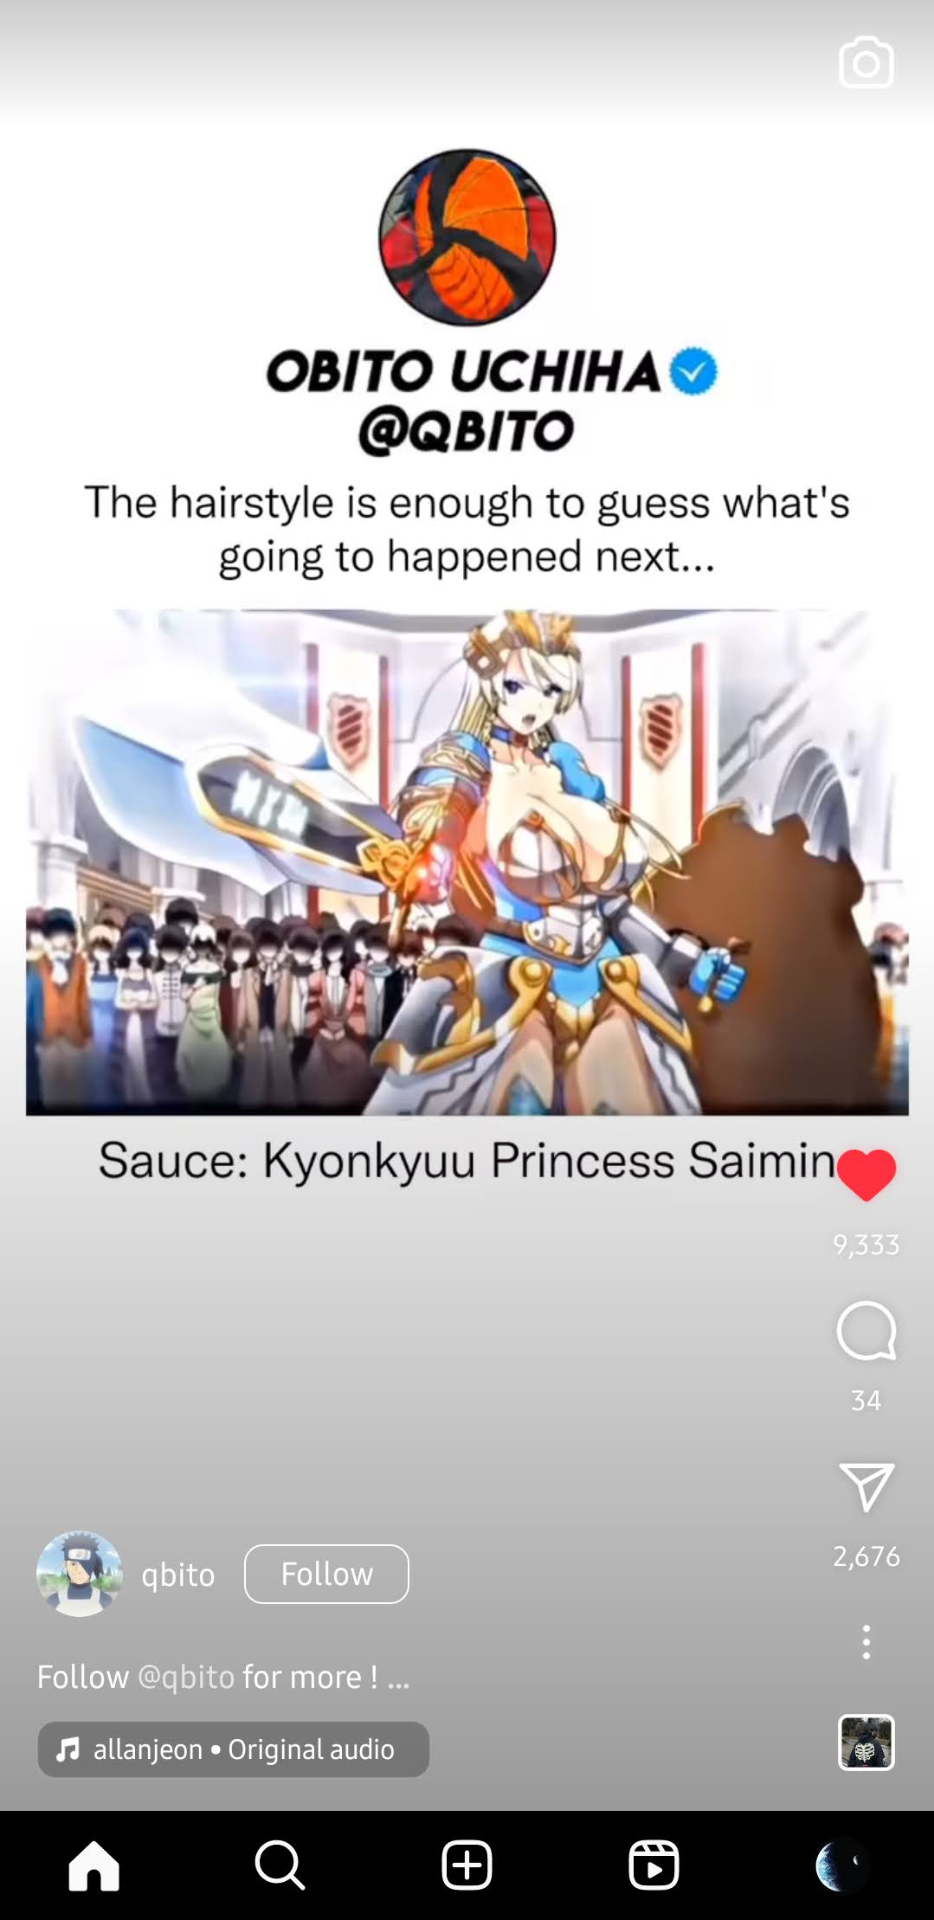 OBITO UCHIHA
@QBITO
The hairstyle is enough to guess what's
going to happened next...
Sauce: Kyonkyuu Princess Saimin
9,333
34
2,676
qbito
Follow
Follow @qbito for more ! ...
allanjeon • Original audio